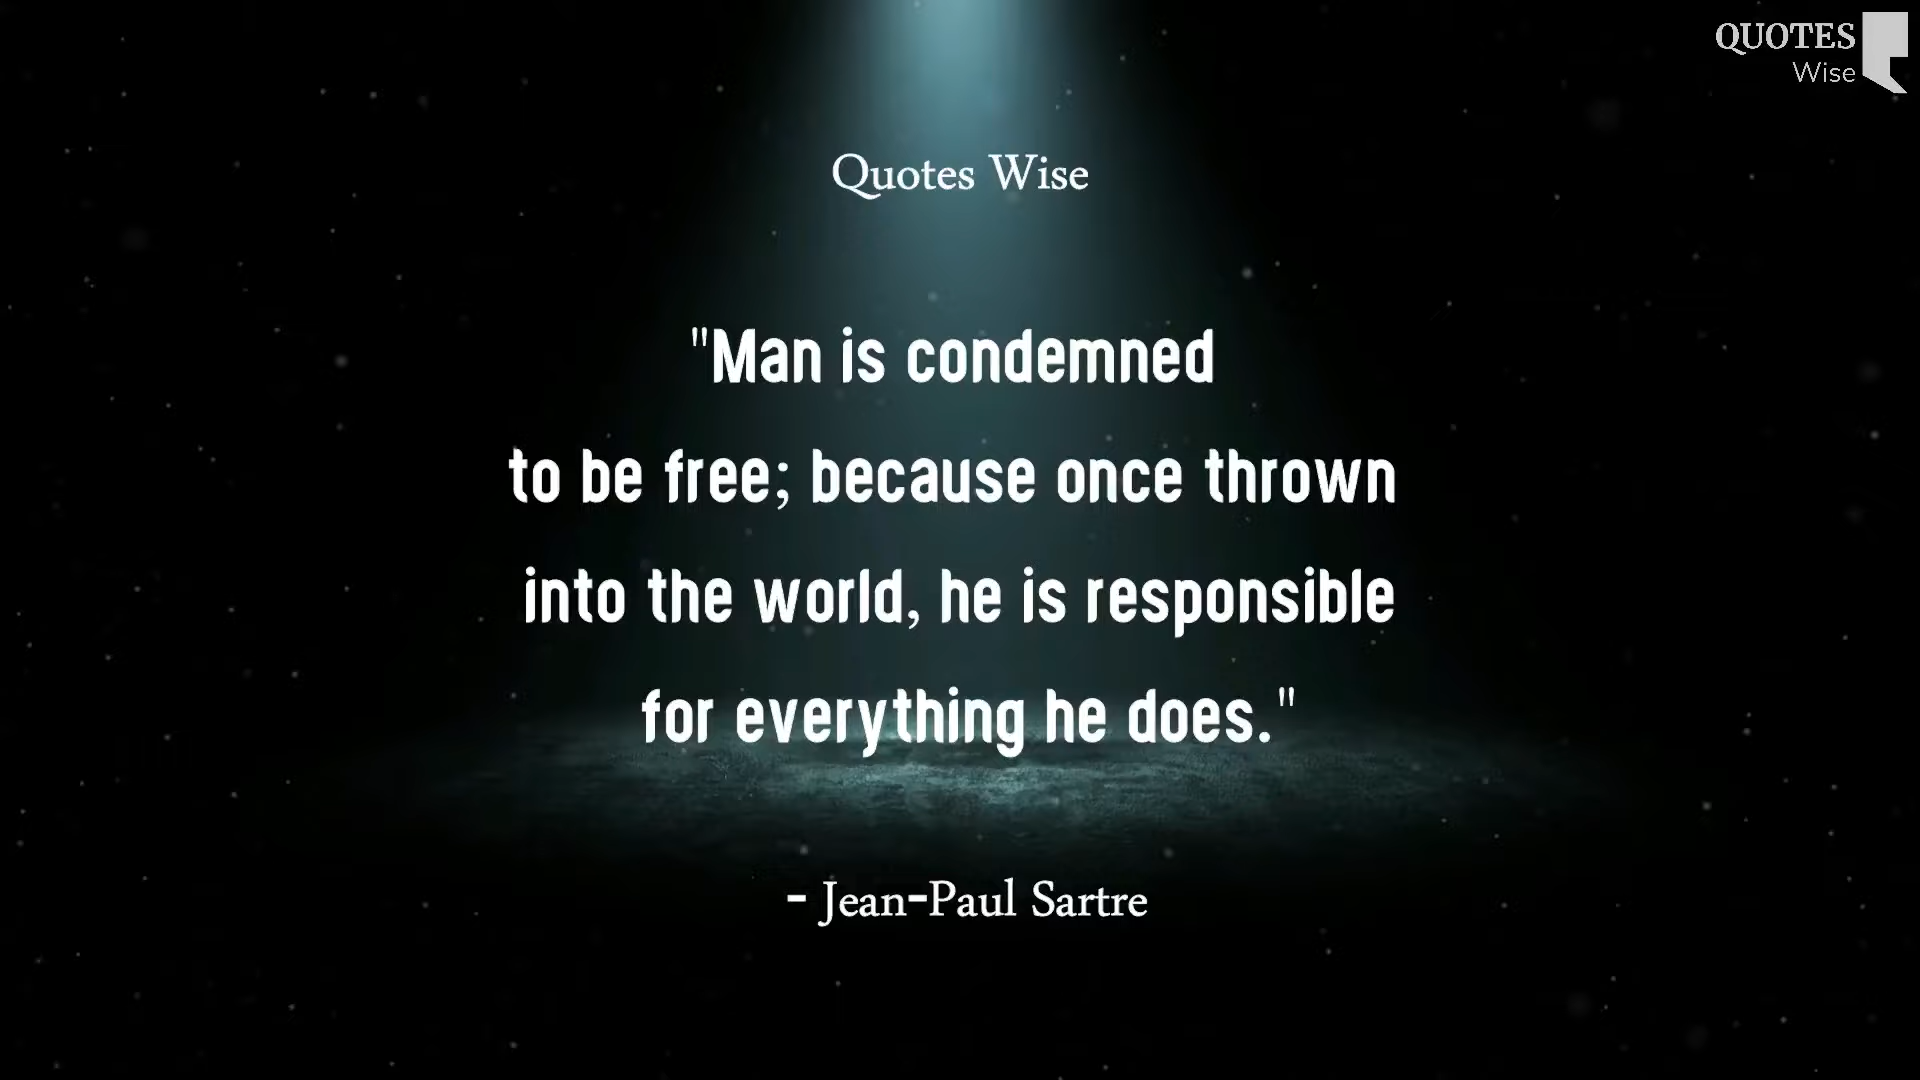 QUOTES
Wise
Quotes Wise
"Man is condemned
to be free; because once thrown
into the world, he is responsible
for everything he does."
- Jean-Paul Sartre